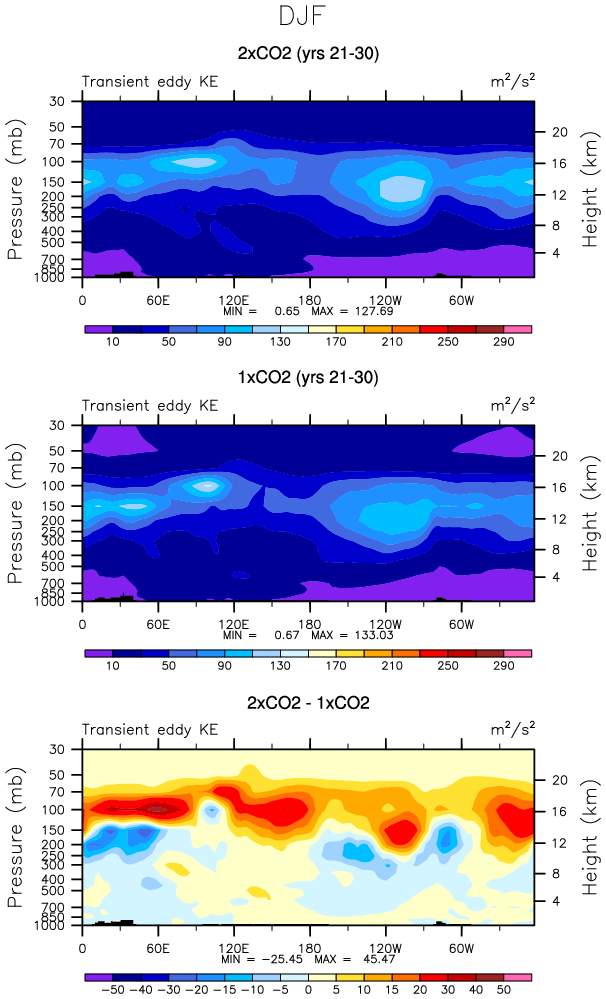 DJF
2xCO2 (yrs 21-30)
Transient eddy KE m²/s²
30
50
70
100
150
200
250
300
400
500
700
850
1000
Pressure (mb)
20
16
12
8
4
Height (km)
0 60E 120E 180 120W 60W
MIN = 0.65 MAX = 127.69
10 50 90 130 170 210 250 290
1xCO2 (yrs 21-30)
Transient eddy KE m²/s²
30
50
70
100
150
200
250
300
400
500
700
850
1000
Pressure (mb)
20
16
12
8
4
Height (km)
0 60E 120E 180 120W 60W
MIN = 0.67 MAX = 133.03
10 50 90 130 170 210 250 290
2xCO2 - 1xCO2
Transient eddy KE m²/s²
30
50
70
100
150
200
250
300
400
500
700
850
1000
Pressure (mb)
20
16
12
8
4
Height (km)
0 60E 120E 180 120W 60W
MIN = -25.45 MAX = 45.47
-50 -40 -30 -20 -15 -10 -5 0 5 10 15 20 30 40 50